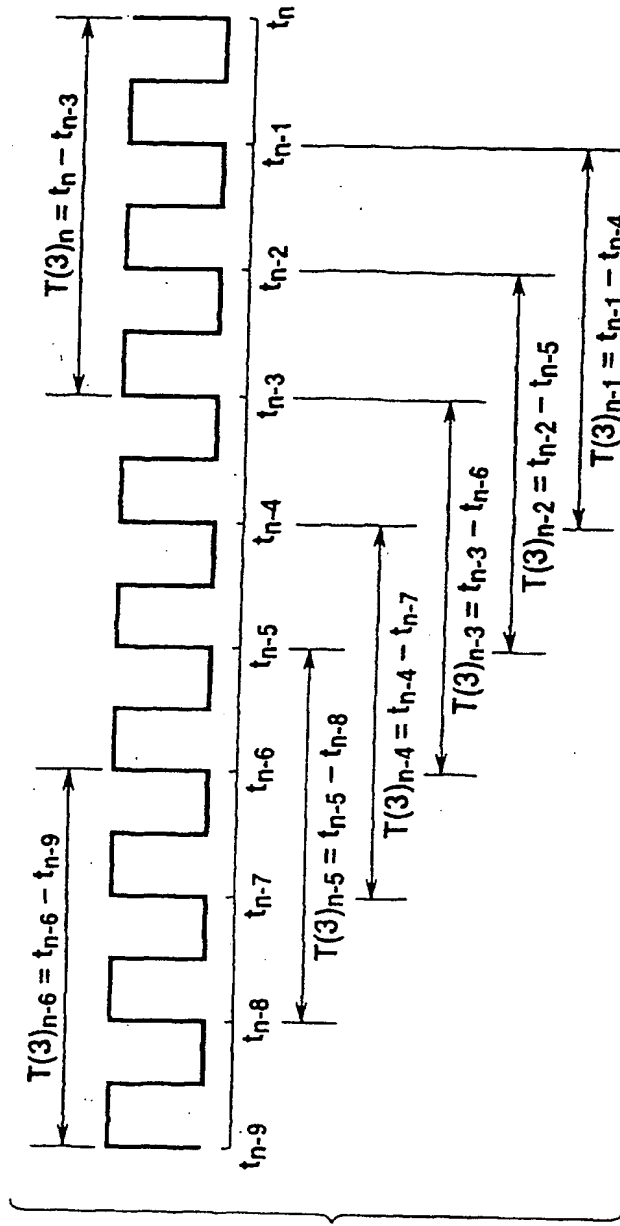 T(3)n-6 = tn-6 − tn-9
T(3)n = tn − tn-3
tn-9
tn-8
tn-7
tn-6
tn-5
tn-4
tn-3
tn-2
tn-1
tn
T(3)n-5 = tn-5 − tn-8
T(3)n-4 = tn-4 − tn-7
T(3)n-3 = tn-3 − tn-6
T(3)n-2 = tn-2 − tn-5
T(3)n-1 = tn-1 − tn-4